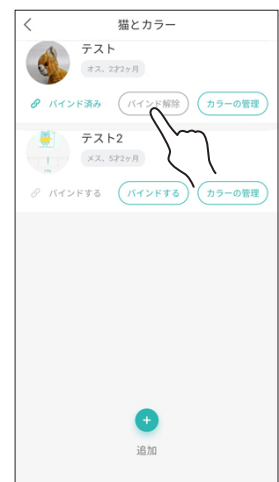 猫とカラー
テスト
オス、2才2ヶ月
バインド済み バインド解除 カラーの管理
テスト2
メス、5才2ヶ月
バインドする バインドする カラーの管理
追加